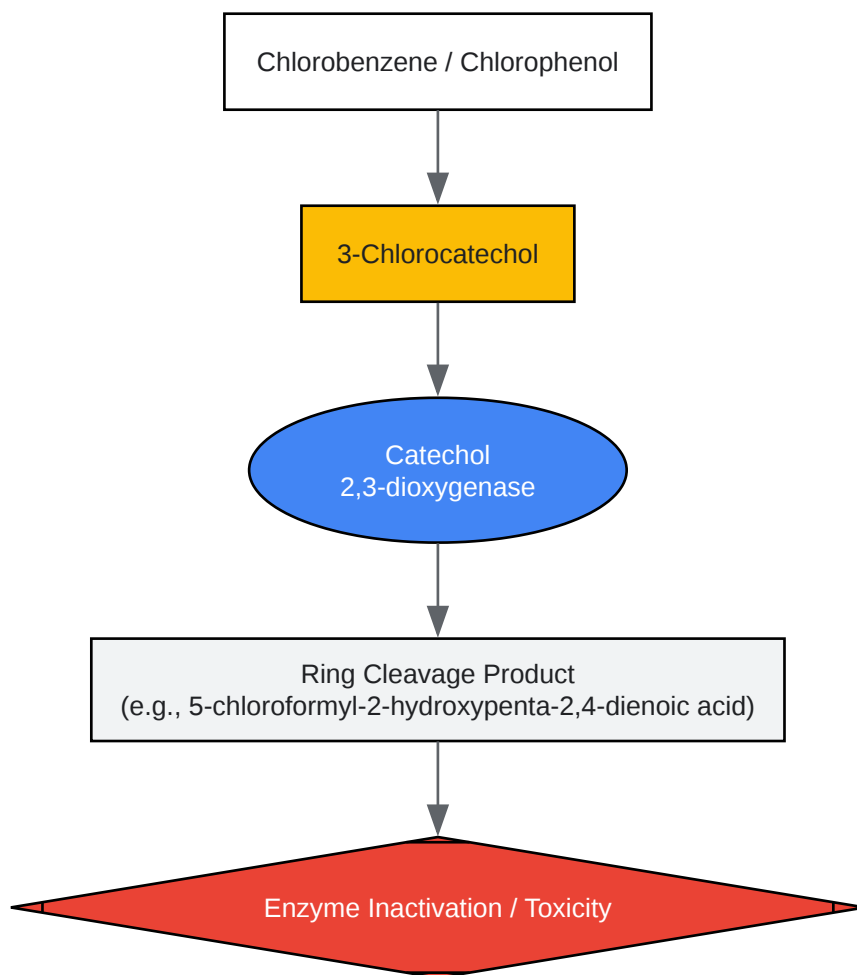 Chlorobenzene / Chlorophenol
3-Chlorocatechol
Catechol
2,3-dioxygenase
Ring Cleavage Product
(e.g., 5-chloroformyl-2-hydroxypenta-2,4-dienoic acid)
Enzyme Inactivation / Toxicity